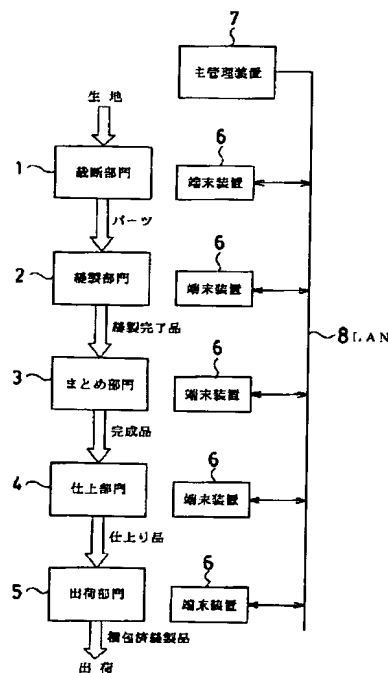 7
主管理装置
生地
1
裁断部門
6
端末装置
パーツ
2
縫製部門
6
端末装置
縫製完了品
8 LAN
3
まとめ部門
6
端末装置
完成品
4
仕上部門
6
端末装置
仕上り品
5
出荷部門
6
端末装置
梱包済縫製品
出荷